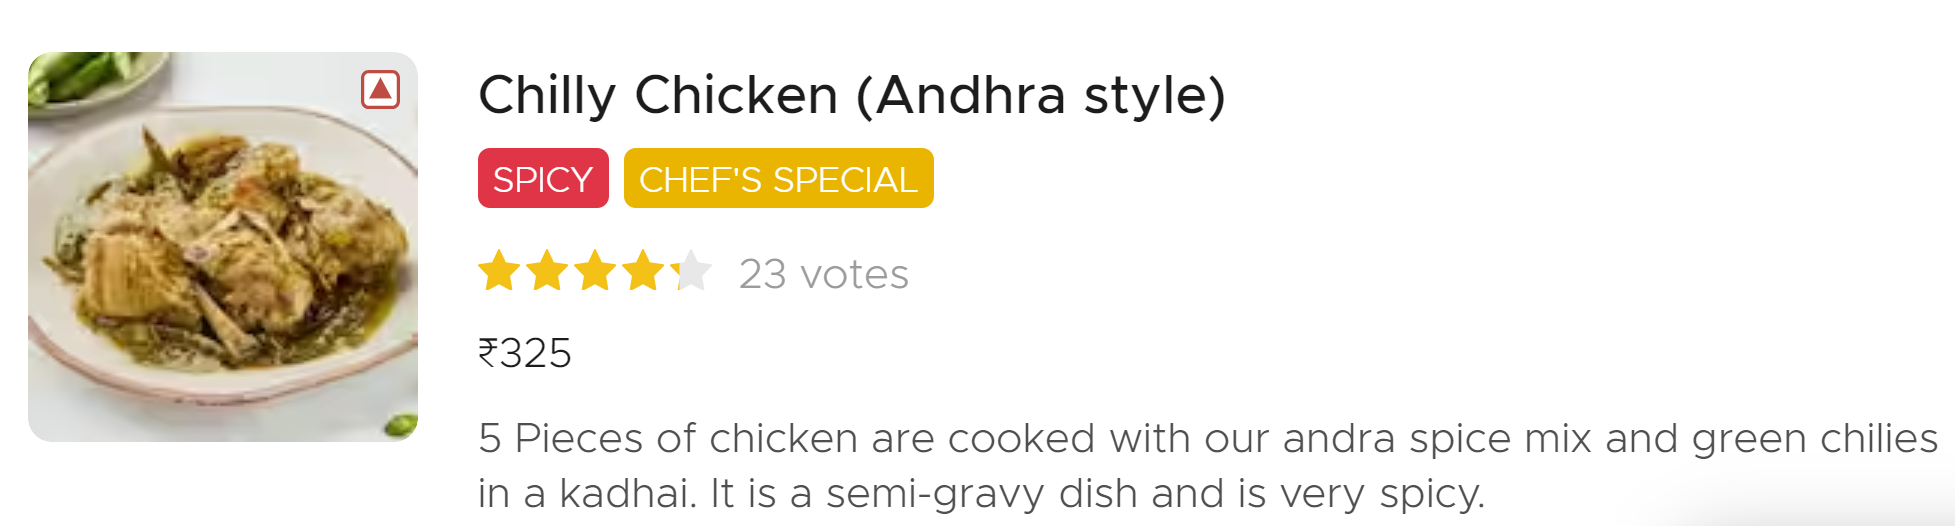 Chilly Chicken (Andhra style)
SPICY CHEF'S SPECIAL
23 votes
₹325
5 Pieces of chicken are cooked with our andra spice mix and green chilies
in a kadhai. It is a semi-gravy dish and is very spicy.